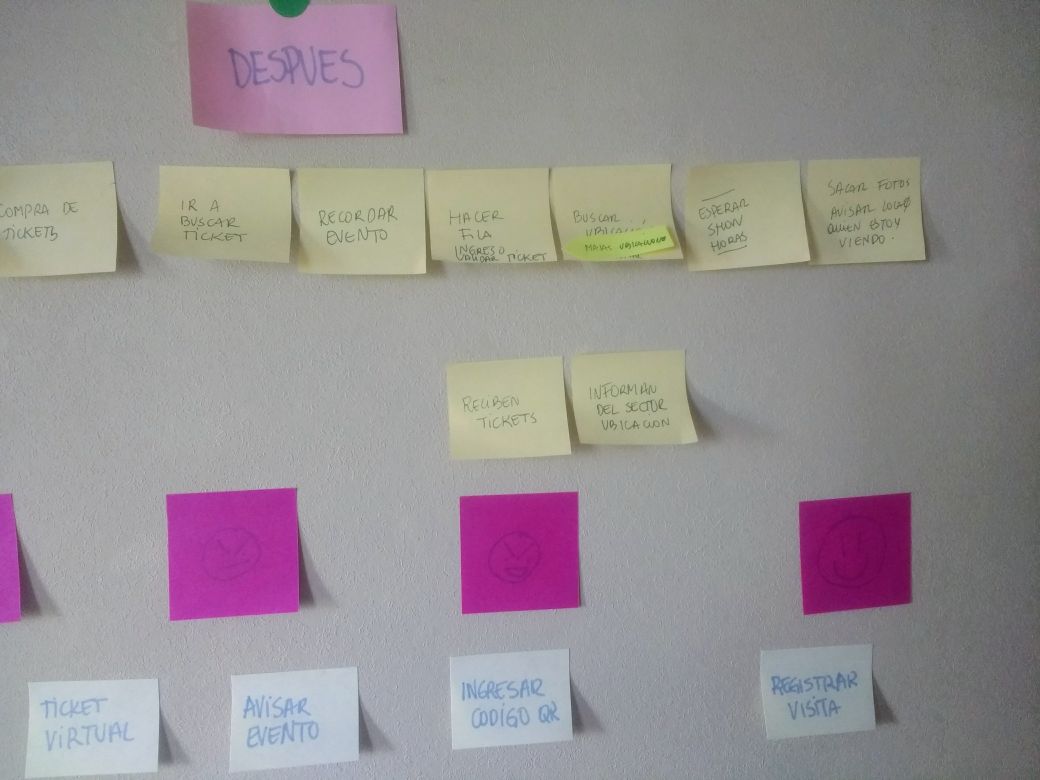 DESPUES
COMPRA DE
TICKETS
IR A
BUSCAR
TICKET
RECORDAR
EVENTO
HACER
FILA
INGRESO
VALIDAR TICKET
BUSCAR
MALAS UBICACIONES
ESPERAR
SHOW
HORAS
SACAR FOTOS
AVISAR
QUIEN ESTOY
VIENDO.
RECIBEN
TICKETS
INFORMAN
DEL SECTOR
UBICACION
TICKET
VIRTUAL
AVISAR
EVENTO
INGRESAR
CODIGO QR
REGISTRAR
VISITA